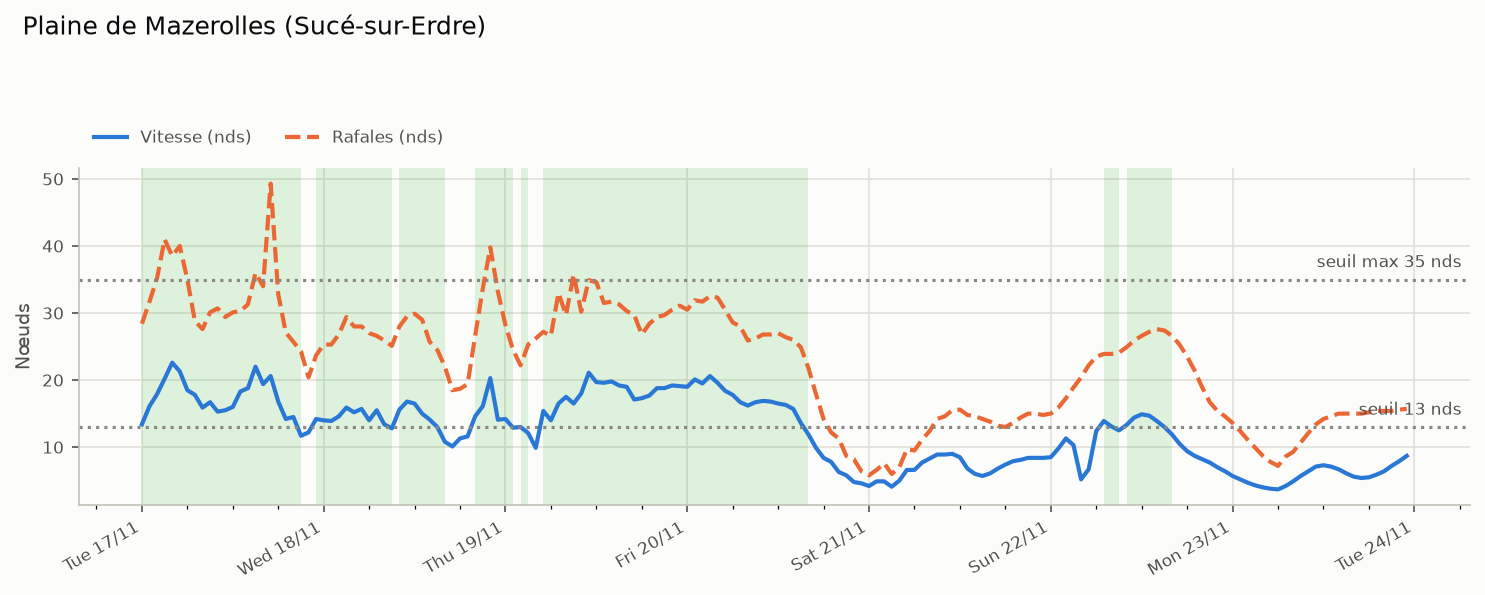 Plaine de Mazerolles (Sucé-sur-Erdre)
Vitesse (nds)
Rafales (nds)
Nœuds
50
40
30
20
10
seuil max 35 nds
seuil 13 nds
Tue 17/11
Wed 18/11
Thu 19/11
Fri 20/11
Sat 21/11
Sun 22/11
Mon 23/11
Tue 24/11